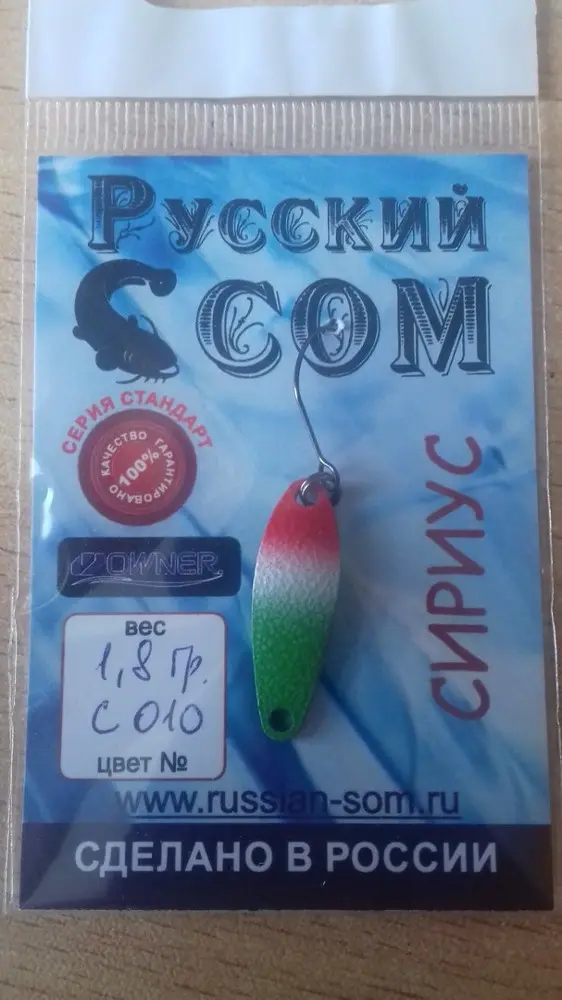 Русский
СОМ
СЕРИЯ СТАНДАРТ
КАЧЕСТВО ГАРАНТИРОВАНО
100%
OWNER
СИРИУС
вес
1,8 гр.
C 010
цвет №
www.russian-som.ru
СДЕЛАНО В РОССИИ